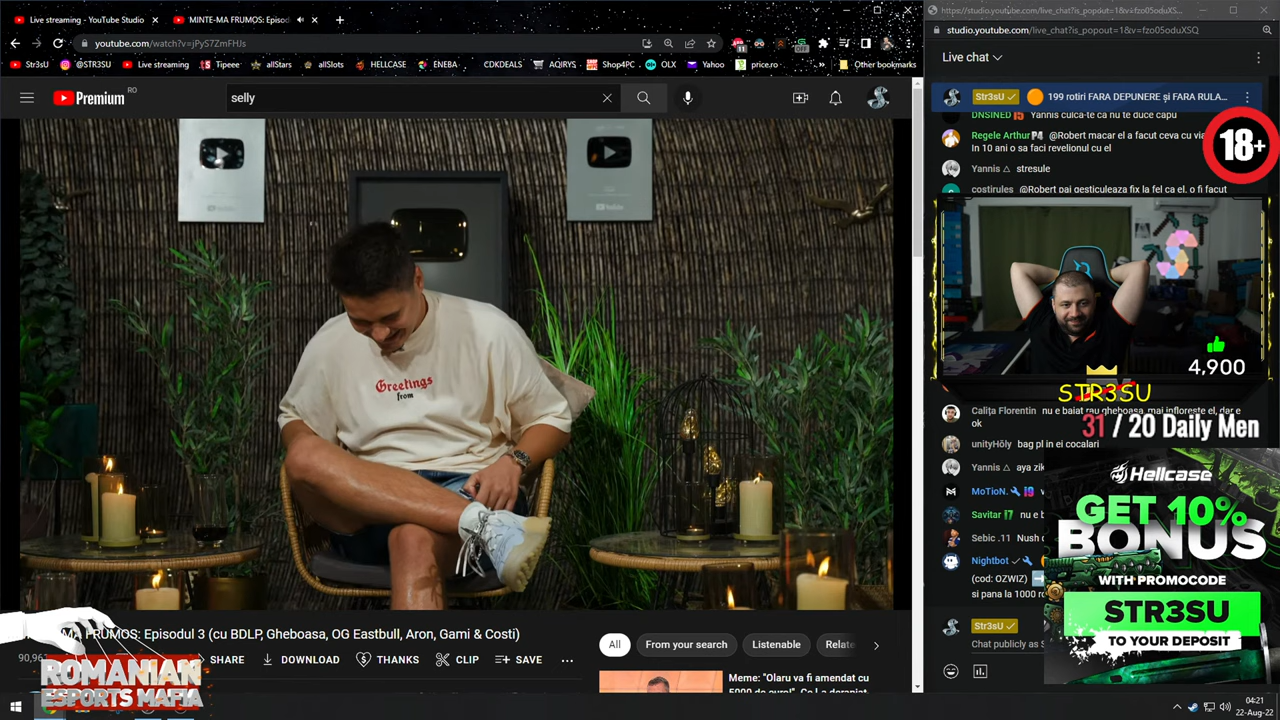 Live streaming - YouTube Studio
MINTE-MA FRUMOS: Episod
https://studio.youtube.com/live_chat?is_popout=1&v=fzo05oduXS...
youtube.com/watch?v=jPyS7ZmFHJs
studio.youtube.com/live_chat?is_popout=1&v=fzo05oduXSQ
Str3sU
@STR3SU
Live streaming
Tipeee
allStars
allSlots
HELLCASE
ENEBA
CDKDEALS
AQIRYS
Shop4PC
OLX
Yahoo
price.ro
Other bookmarks
Live chat
Premium RO
selly
Str3sU
199 rotiri FARA DEPUNERE și FARA RULA...
DNSINED Yannis culca-te ca nu te duce capu
Regele Arthur @Robert macar el a facut ceva cu
In 10 ani o sa faci revelionul cu el
18+
Yannis stresule
costirules @Robert pai gesticuleaza fix la fel ca el. o fi facut
Greetings
from
4,900
STR3SU
31 / 20 Daily Men
Calița Florentin nu e baiat rau gheboasa, mai infloreste el, dar e
ok
unityHöly bag pl in ei cocalari
Yannis aya
MoTioN.
Savitar
Sebic .11 Nush
Nightbot
(cod: OZWIZ)
si pana la 1000
Hellcase
GET 10%
BONUS
WITH PROMOCODE
STR3SU
TO YOUR DEPOSIT
Str3sU
Chat publicly as
FRUMOS: Episodul 3 (cu BDLP, Gheboasa, OG Eastbull, Aron, Gami & Costi)
SHARE
DOWNLOAD
THANKS
CLIP
SAVE
All
From your search
Listenable
Relate
Meme: "Olaru va fi amendat cu
ROMANIAN
ESPORTS MAFIA
04:21
22-Aug-22